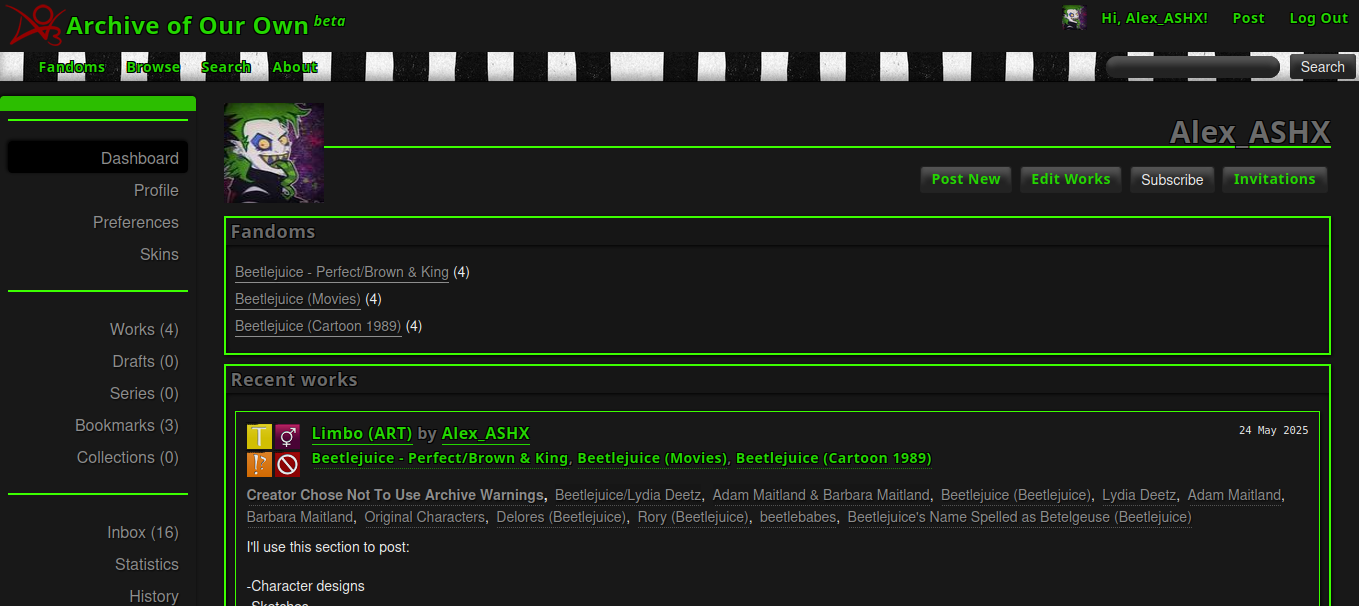 Archive of Our Own beta
Hi, Alex_ASHX! Post Log Out
Fandoms Browse Search About
Search
Alex_ASHX
Dashboard
Profile
Preferences
Skins
Works (4)
Drafts (0)
Series (0)
Bookmarks (3)
Collections (0)
Inbox (16)
Statistics
History
Post New Edit Works Subscribe Invitations
Fandoms
Beetlejuice - Perfect/Brown & King (4)
Beetlejuice (Movies) (4)
Beetlejuice (Cartoon 1989) (4)
Recent works
Limbo (ART) by Alex_ASHX
24 May 2025
Beetlejuice - Perfect/Brown & King, Beetlejuice (Movies), Beetlejuice (Cartoon 1989)
Creator Chose Not To Use Archive Warnings, Beetlejuice/Lydia Deetz, Adam Maitland & Barbara Maitland, Beetlejuice (Beetlejuice), Lydia Deetz, Adam Maitland,
Barbara Maitland, Original Characters, Delores (Beetlejuice), Rory (Beetlejuice), beetlebabes, Beetlejuice's Name Spelled as Betelgeuse (Beetlejuice)
I'll use this section to post:
-Character designs
-Sketches